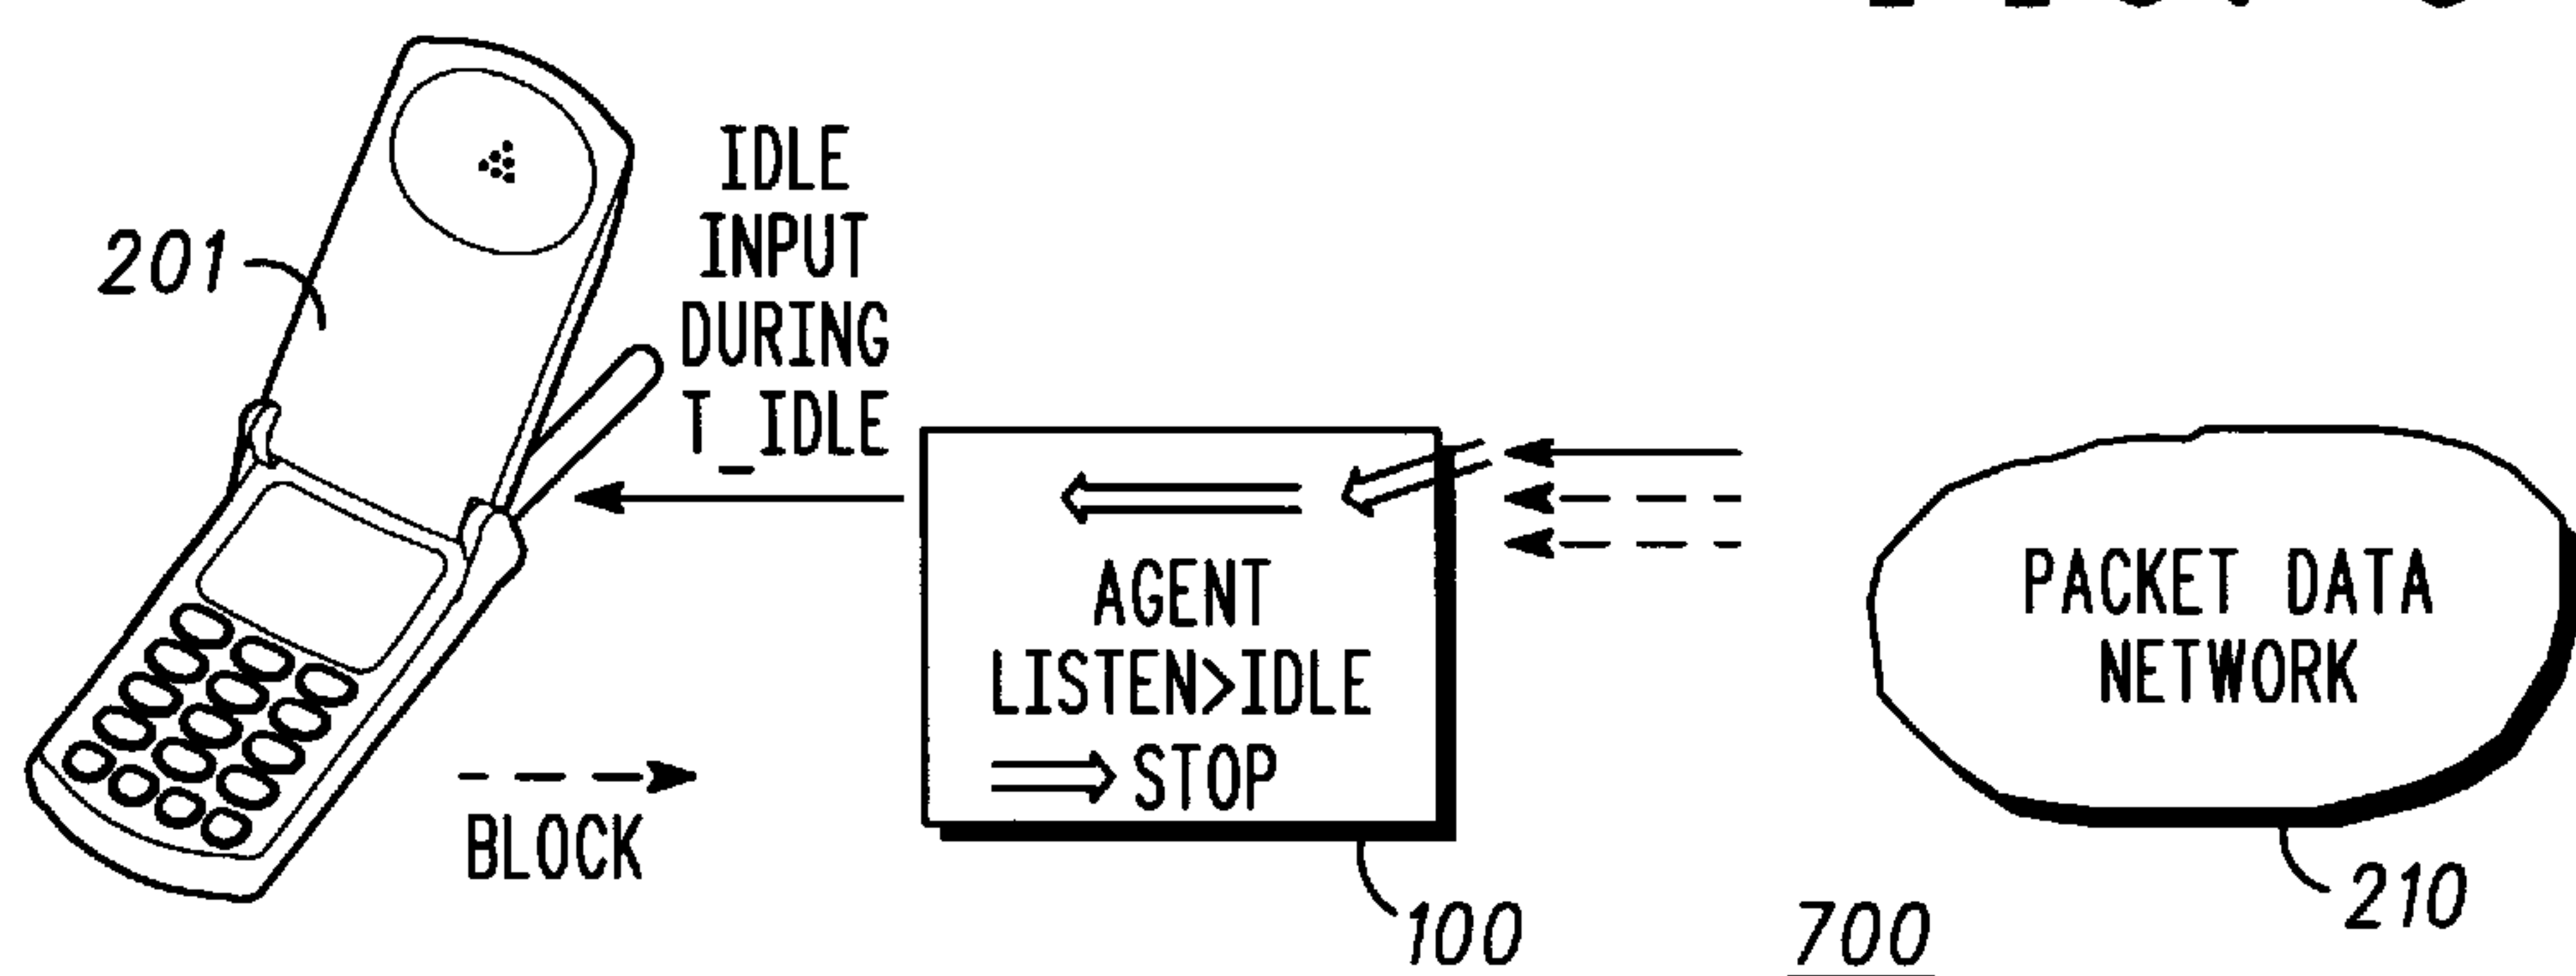 201
IDLE
INPUT
DURING
T_IDLE
AGENT
LISTEN>IDLE
STOP
BLOCK
100
PACKET DATA
NETWORK
210
700